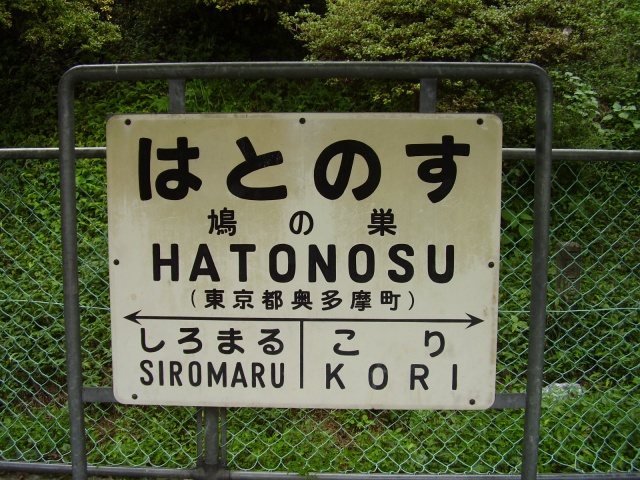 はとのす
鳩の巣
HATONOSU
(東京都奥多摩町)
しろまる こり
SIROMARU KORI